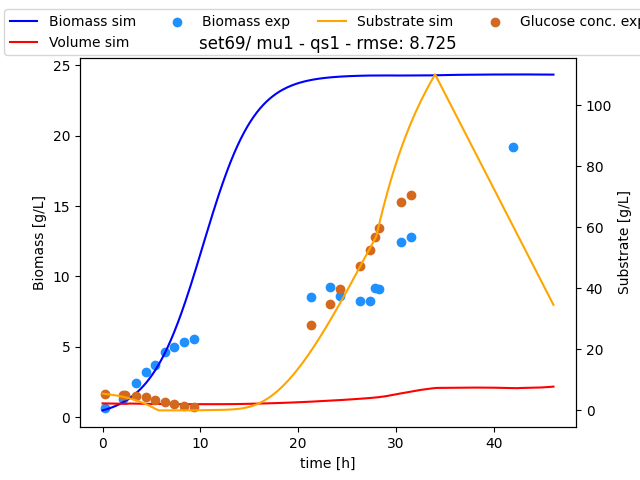 Biomass sim
Biomass exp
Substrate sim
Glucose conc. exp
Volume sim
set69/ mu1 - qs1 - rmse: 8.725
25
20
15
10
5
0
Biomass [g/L]
100
80
60
40
20
0
Substrate [g/L]
0
10
20
30
40
time [h]